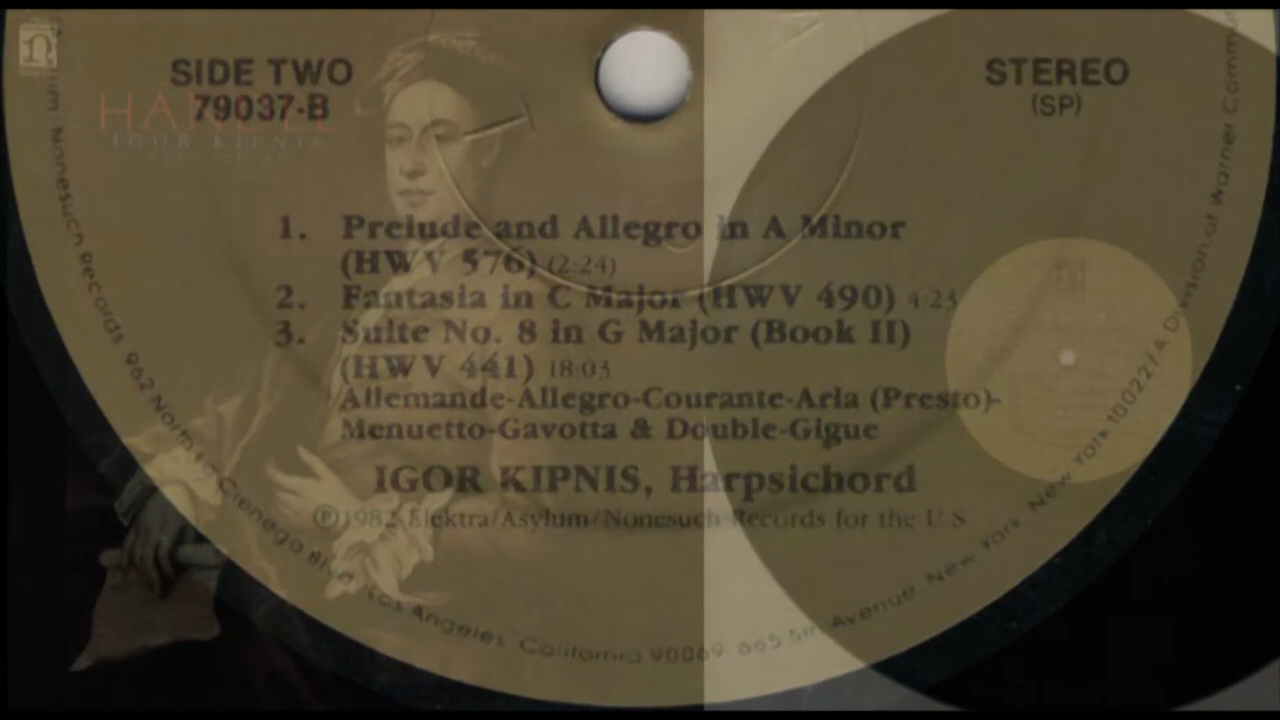 SIDE TWO
79037-B
HANDEL
IGOR KIPNIS
STEREO
(SP)
1. Prelude and Allegro in A Minor
(HWV 576) (2:24)
2. Fantasia in C Major (HWV 490) 4:23
3. Suite No. 8 in G Major (Book II)
(HWV 441) 18:03
Allemande-Allegro-Courante-Aria (Presto)-
Menuetto-Gavotta & Double-Gigue
IGOR KIPNIS, Harpsichord
Ⓟ1982 Elektra/Asylum/Nonesuch Records for the U.S.
Nonesuch Records 962 North La Cienega Blvd. Los Angeles California 90069 665 5th Avenue New York New York 10022 / A Division of Warner